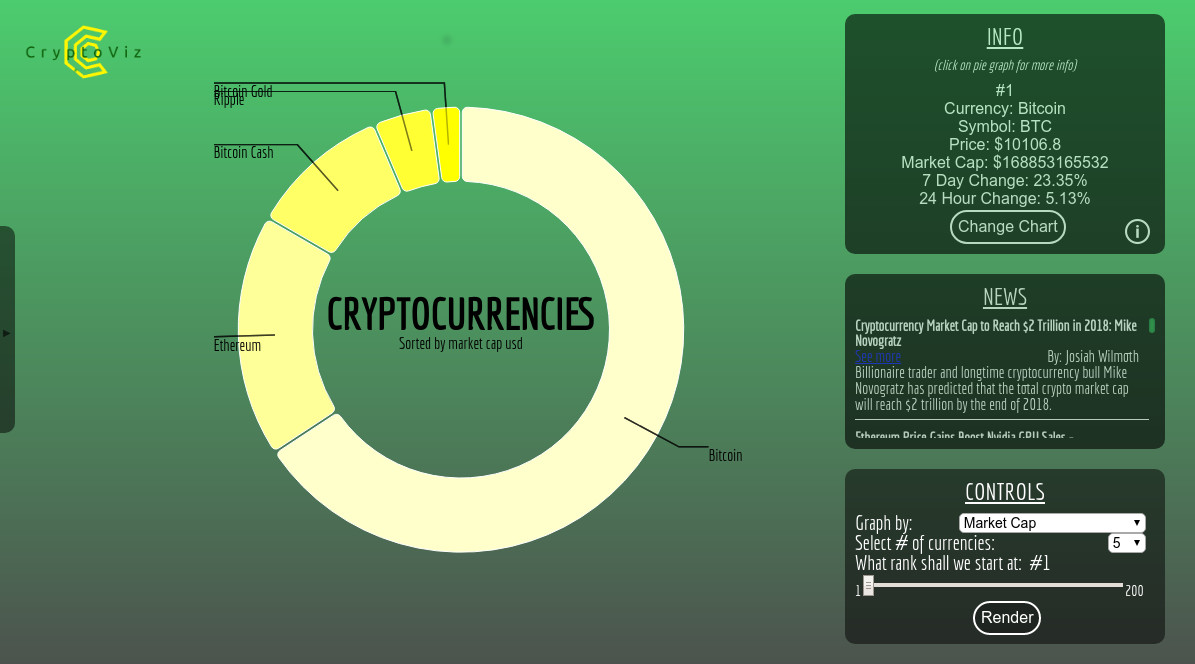 CryptoViz
Bitcoin Gold
Ripple
Bitcoin Cash
Ethereum
Bitcoin
CRYPTOCURRENCIES
Sorted by market cap usd
INFO
(click on pie graph for more info)
#1
Currency: Bitcoin
Symbol: BTC
Price: $10106.8
Market Cap: $168853165532
7 Day Change: 23.35%
24 Hour Change: 5.13%
Change Chart
i
NEWS
Cryptocurrency Market Cap to Reach $2 Trillion in 2018: Mike
Novogratz
See more By: Josiah Wilmoth
Billionaire trader and longtime cryptocurrency bull Mike
Novogratz has predicted that the total crypto market cap
will reach $2 trillion by the end of 2018.
Ethereum Price Gains Boost Nvidia GPU Sales –
CONTROLS
Graph by: Market Cap
Select # of currencies: 5
What rank shall we start at: #1
1 200
Render